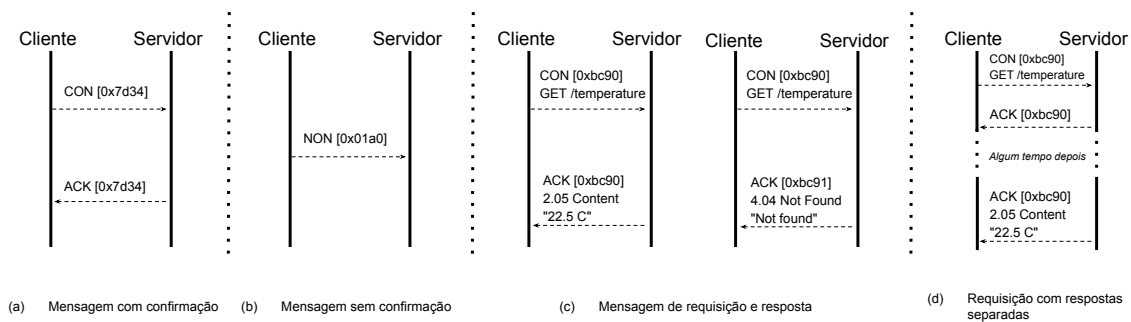 Cliente Servidor
CON [0x7d34]
ACK [0x7d34]
(a) Mensagem com confirmação
Cliente Servidor
NON [0x01a0]
(b) Mensagem sem confirmação
Cliente Servidor
CON [0xbc90]
GET /temperature
ACK [0xbc90]
2.05 Content
"22.5 C"
Cliente Servidor
CON [0xbc90]
GET /temperature
ACK [0xbc91]
4.04 Not Found
"Not found"
(c) Mensagem de requisição e resposta
Cliente Servidor
CON [0xbc90]
GET /temperature
ACK [0xbc90]
Algum tempo depois
ACK [0xbc90]
2.05 Content
"22.5 C"
(d) Requisição com respostas
separadas